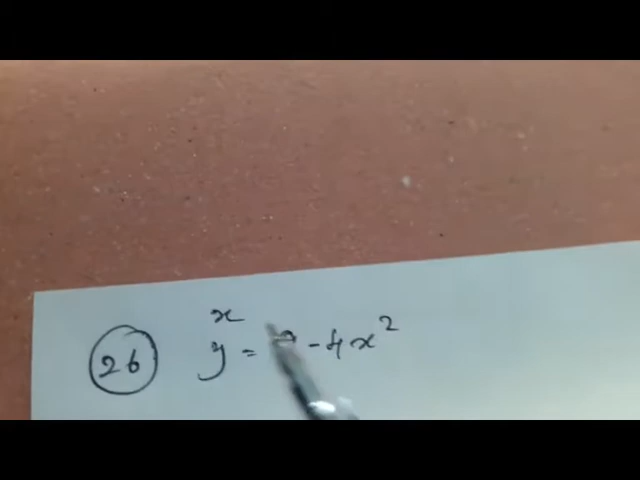 x
26 y = - 4x²